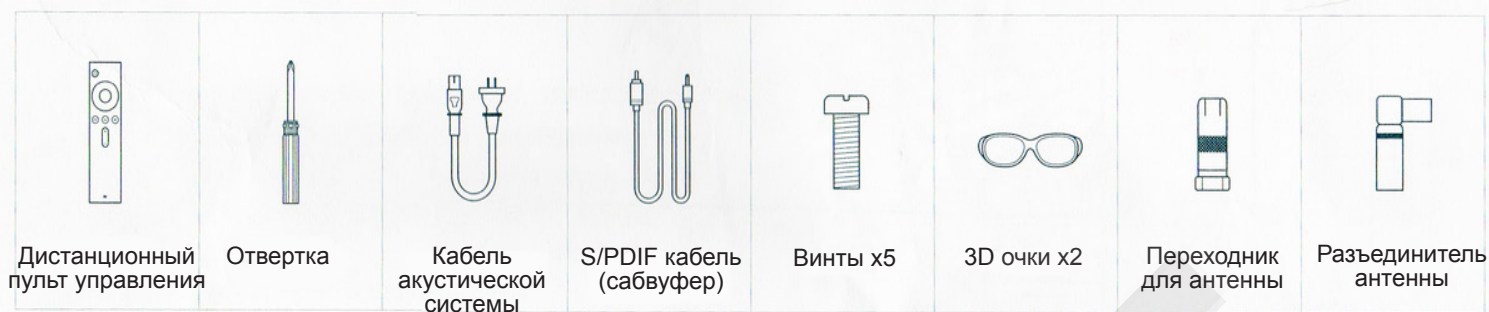 Дистанционный
пульт управления
Отвертка
Кабель
акустической
системы
S/PDIF кабель
(сабвуфер)
Винты x5
3D очки x2
Переходник
для антенны
Разъединитель
антенны